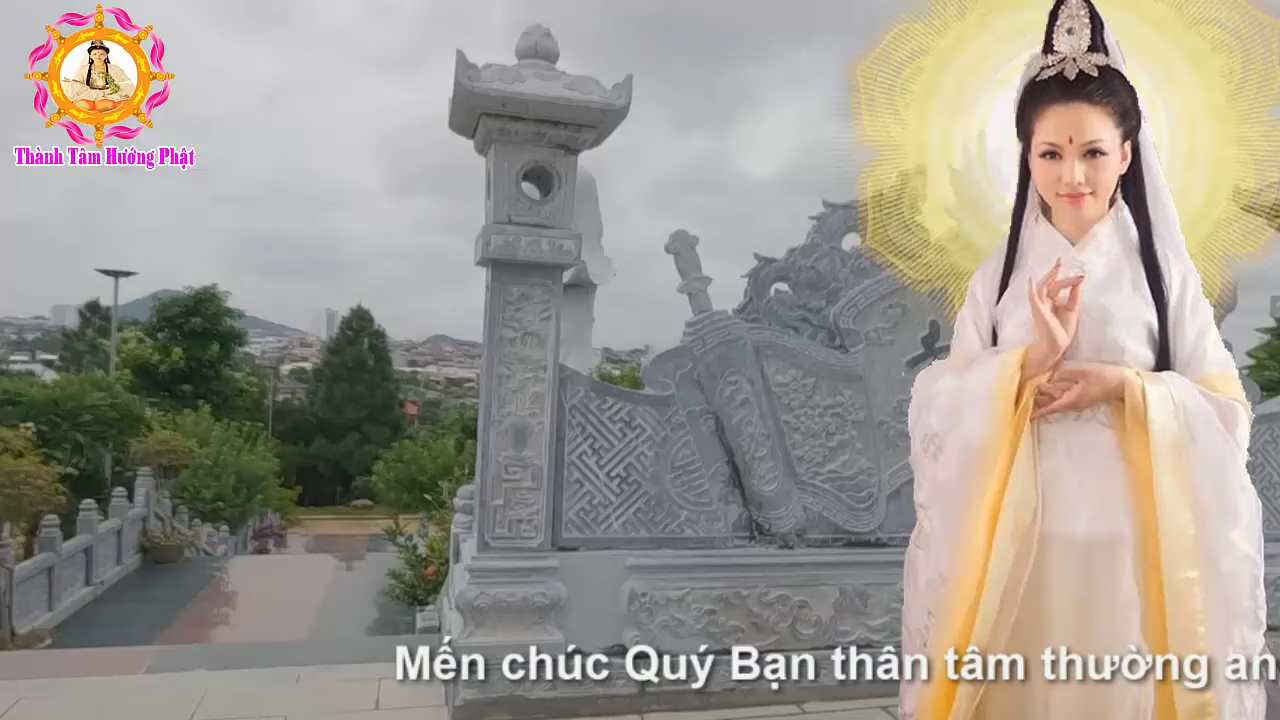 Thành Tâm Hướng Phật
Mến chúc Quý Bạn thân tâm thường an